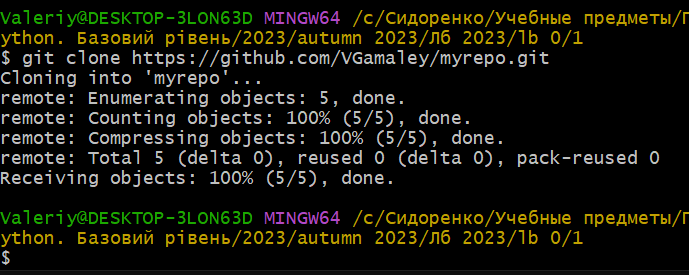 Valeriy@DESKTOP-3LON63D MINGW64 /c/Сидоренко/Учебные предметы/П
ython. Базовий рівень/2023/autumn 2023/Лб 2023/lb 0/1
$ git clone https://github.com/VGamaley/myrepo.git
Cloning into 'myrepo'...
remote: Enumerating objects: 5, done.
remote: Counting objects: 100% (5/5), done.
remote: Compressing objects: 100% (5/5), done.
remote: Total 5 (delta 0), reused 0 (delta 0), pack-reused 0
Receiving objects: 100% (5/5), done.
Valeriy@DESKTOP-3LON63D MINGW64 /c/Сидоренко/Учебные предметы/П
ython. Базовий рівень/2023/autumn 2023/Лб 2023/lb 0/1
$